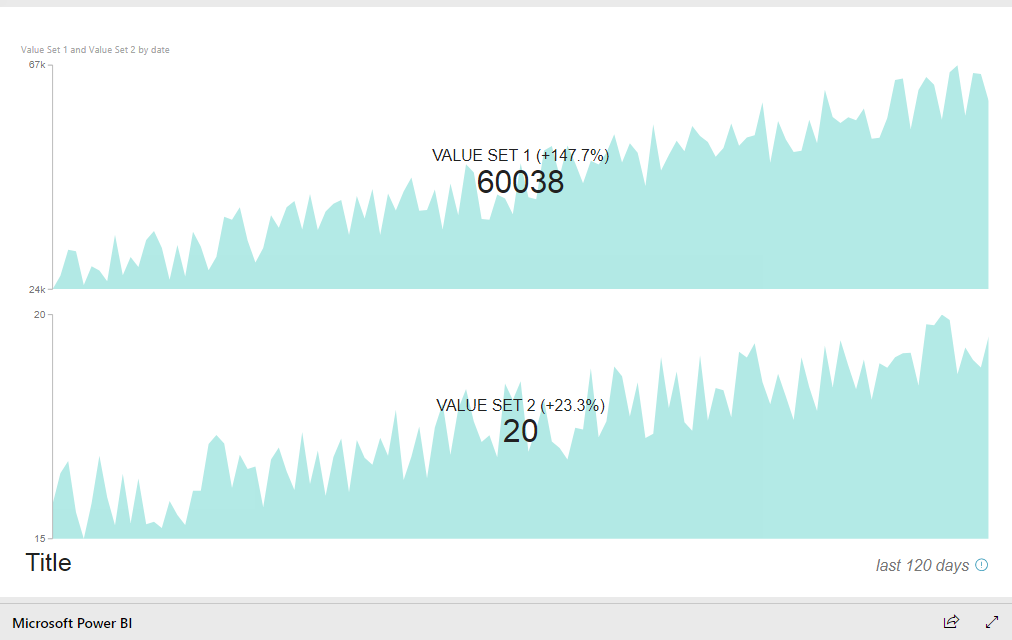 Value Set 1 and Value Set 2 by date
67k
VALUE SET 1 (+147.7%)
60038
24k
20
VALUE SET 2 (+23.3%)
20
15
Title
last 120 days
Microsoft Power BI